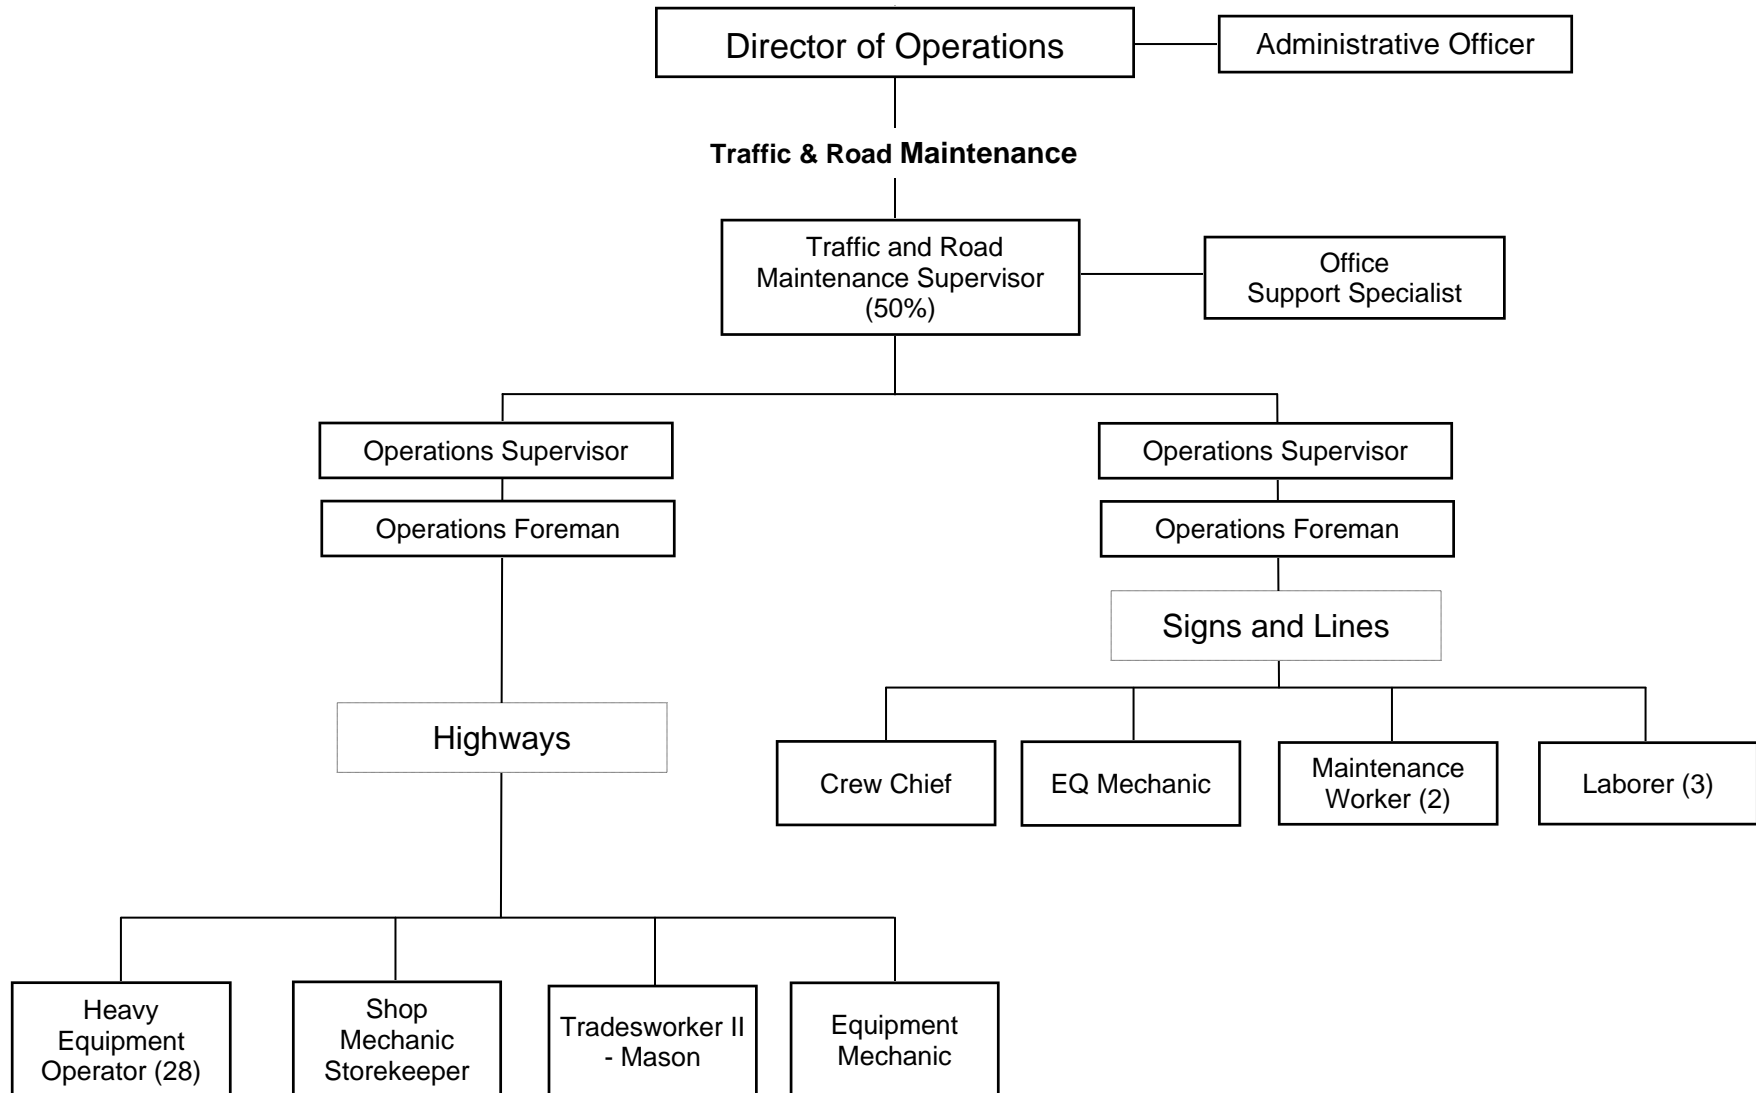 Director of Operations
Administrative Officer
Traffic & Road Maintenance
Traffic and Road
Maintenance Supervisor
(50%)
Office
Support Specialist
Operations Supervisor
Operations Supervisor
Operations Foreman
Operations Foreman
Signs and Lines
Highways
Crew Chief
EQ Mechanic
Maintenance
Worker (2)
Laborer (3)
Heavy
Equipment
Operator (28)
Shop
Mechanic
Storekeeper
Tradesworker II
- Mason
Equipment
Mechanic